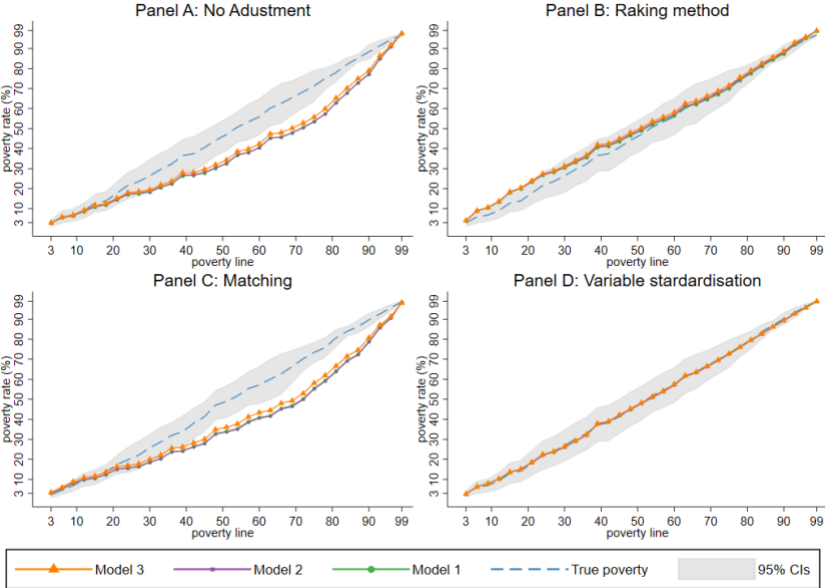 Panel A: No Adustment
Panel B: Raking method
poverty rate (%)
99
90
80
70
60
50
40
30
20
10
3
3 10 20 30 40 50 60 70 80 90 99
poverty line
poverty rate (%)
99
90
80
70
60
50
40
30
20
10
3
3 10 20 30 40 50 60 70 80 90 99
poverty line
Panel C: Matching
Panel D: Variable stardardisation
poverty rate (%)
99
90
80
70
60
50
40
30
20
10
3
3 10 20 30 40 50 60 70 80 90 99
poverty line
poverty rate (%)
99
90
80
70
60
50
40
30
20
10
3
3 10 20 30 40 50 60 70 80 90 99
poverty line
Model 3 Model 2 Model 1 True poverty 95% CIs